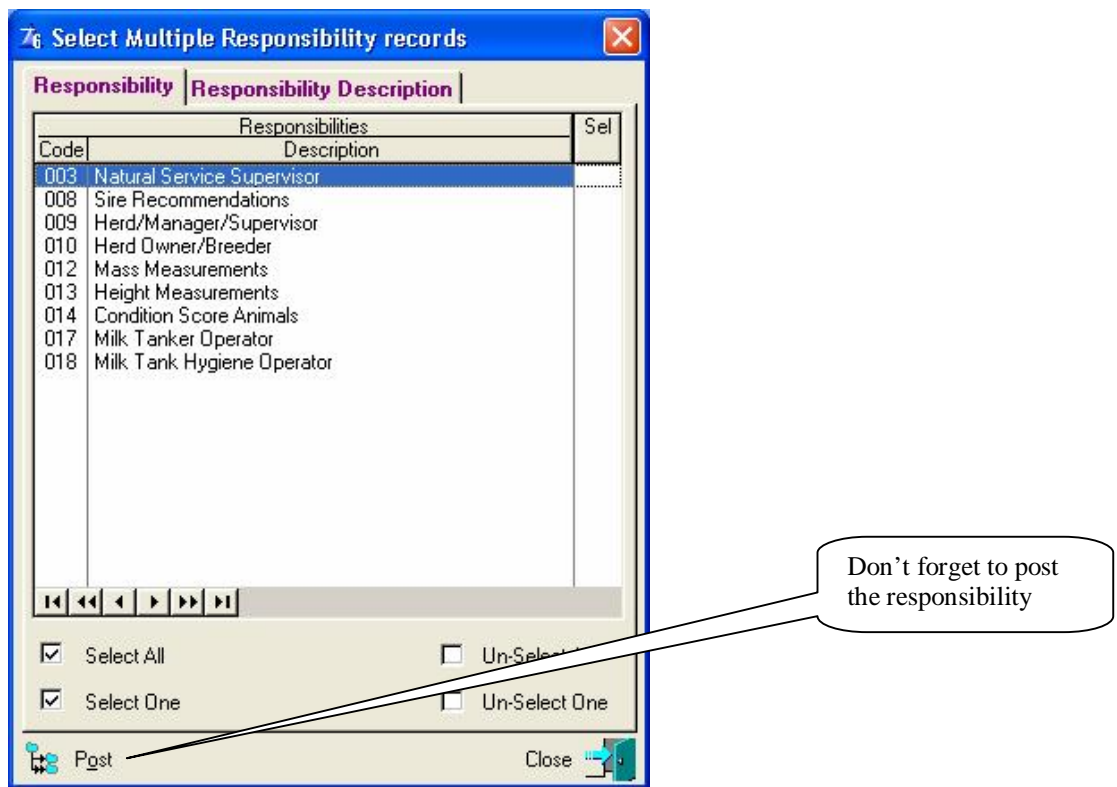 Select Multiple Responsibility records
Responsibility Responsibility Description
Responsibilities Sel
Code Description
003 Natural Service Supervisor
008 Sire Recommendations
009 Herd/Manager/Supervisor
010 Herd Owner/Breeder
012 Mass Measurements
013 Height Measurements
014 Condition Score Animals
017 Milk Tanker Operator
018 Milk Tank Hygiene Operator
Don’t forget to post
the responsibility
Select All Un-Select
Select One Un-Select One
Post Close